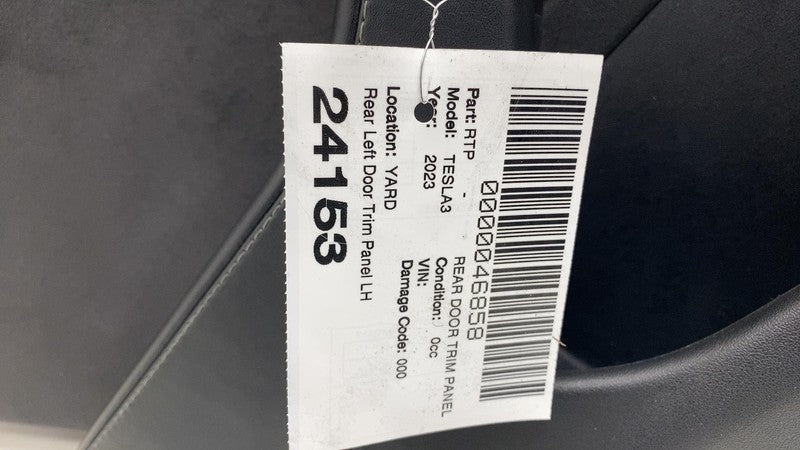 0000046858
Part: RTP - REAR DOOR TRIM PANEL
Model: TESLA3 Condition: 0cc
Year: 2023 VIN:
Location: YARD Damage Code: 000
Rear Left Door Trim Panel LH
24153